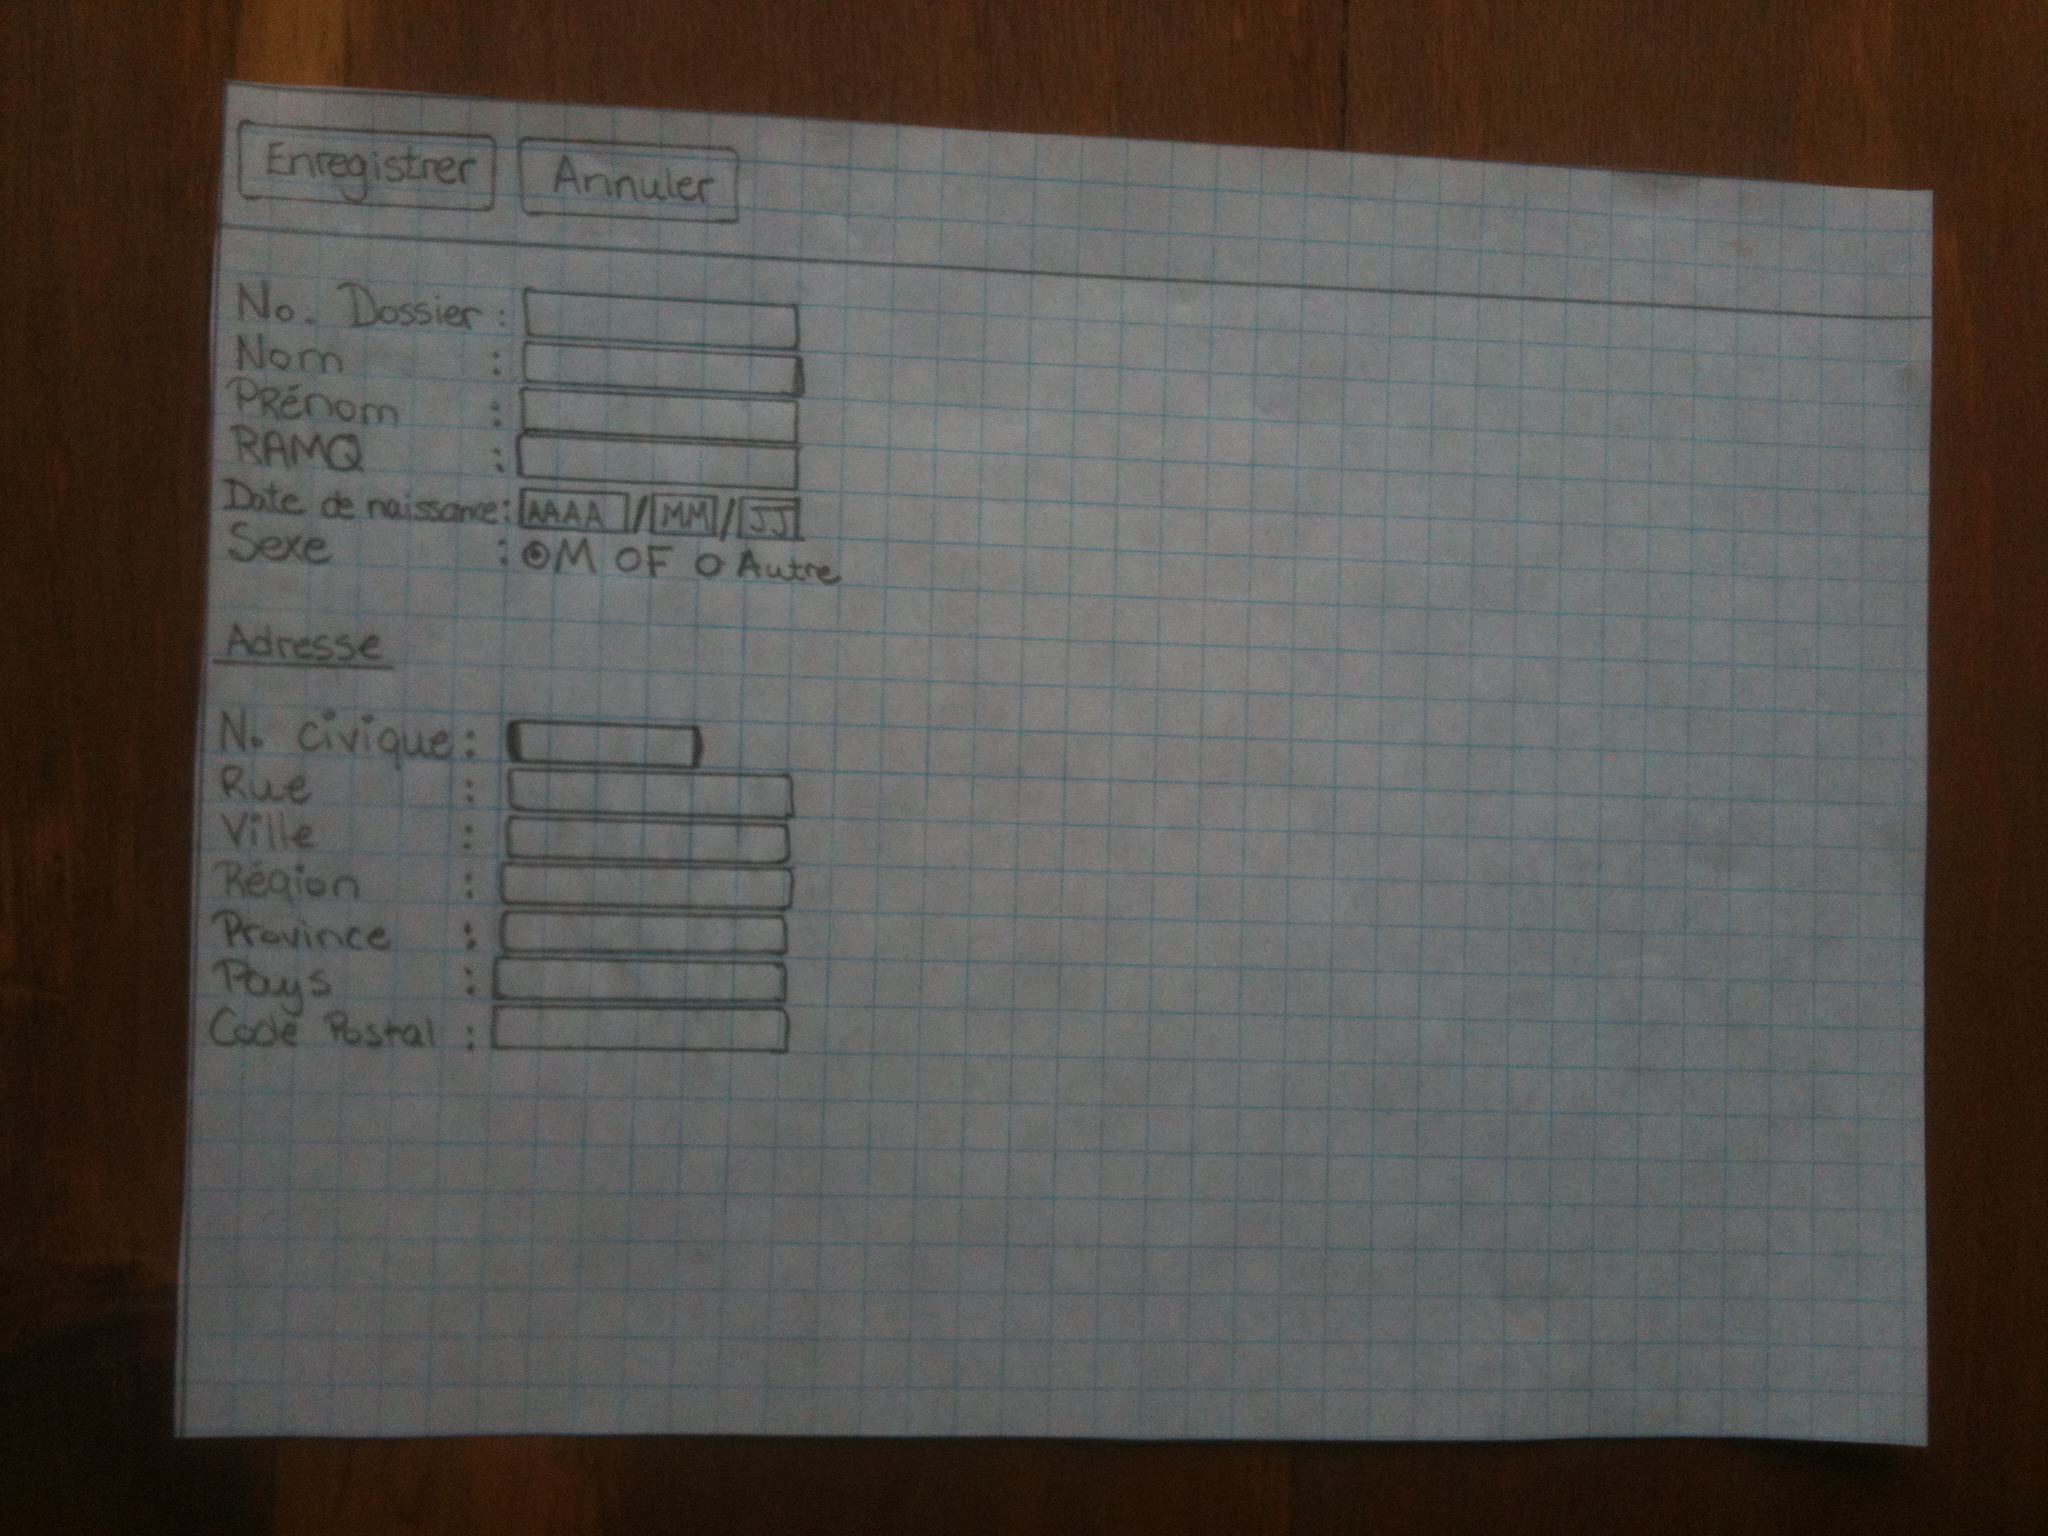 Enregistrer Annuler
No. Dossier :
Nom :
Prénom :
RAMQ :
Date de naissance : AAAA / MM / JJ
Sexe : M F Autre
Adresse
N. civique :
Rue :
Ville :
Région :
Province :
Pays :
Code Postal :